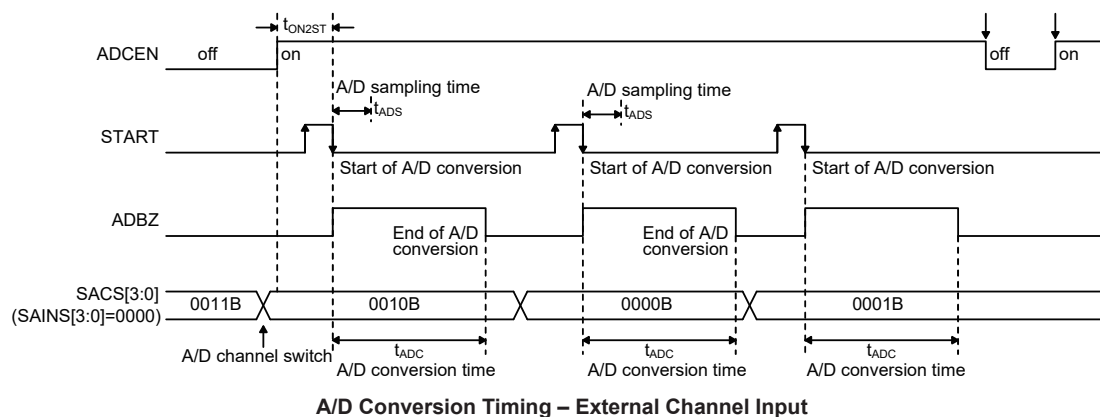 tON2ST
ADCEN
off
on
off
on
A/D sampling time
tADS
A/D sampling time
tADS
START
Start of A/D conversion
Start of A/D conversion
Start of A/D conversion
ADBZ
End of A/D
conversion
End of A/D
conversion
SACS[3:0]
(SAINS[3:0]=0000)
0011B
0010B
0000B
0001B
A/D channel switch
tADC
A/D conversion time
tADC
A/D conversion time
tADC
A/D conversion time
A/D Conversion Timing – External Channel Input